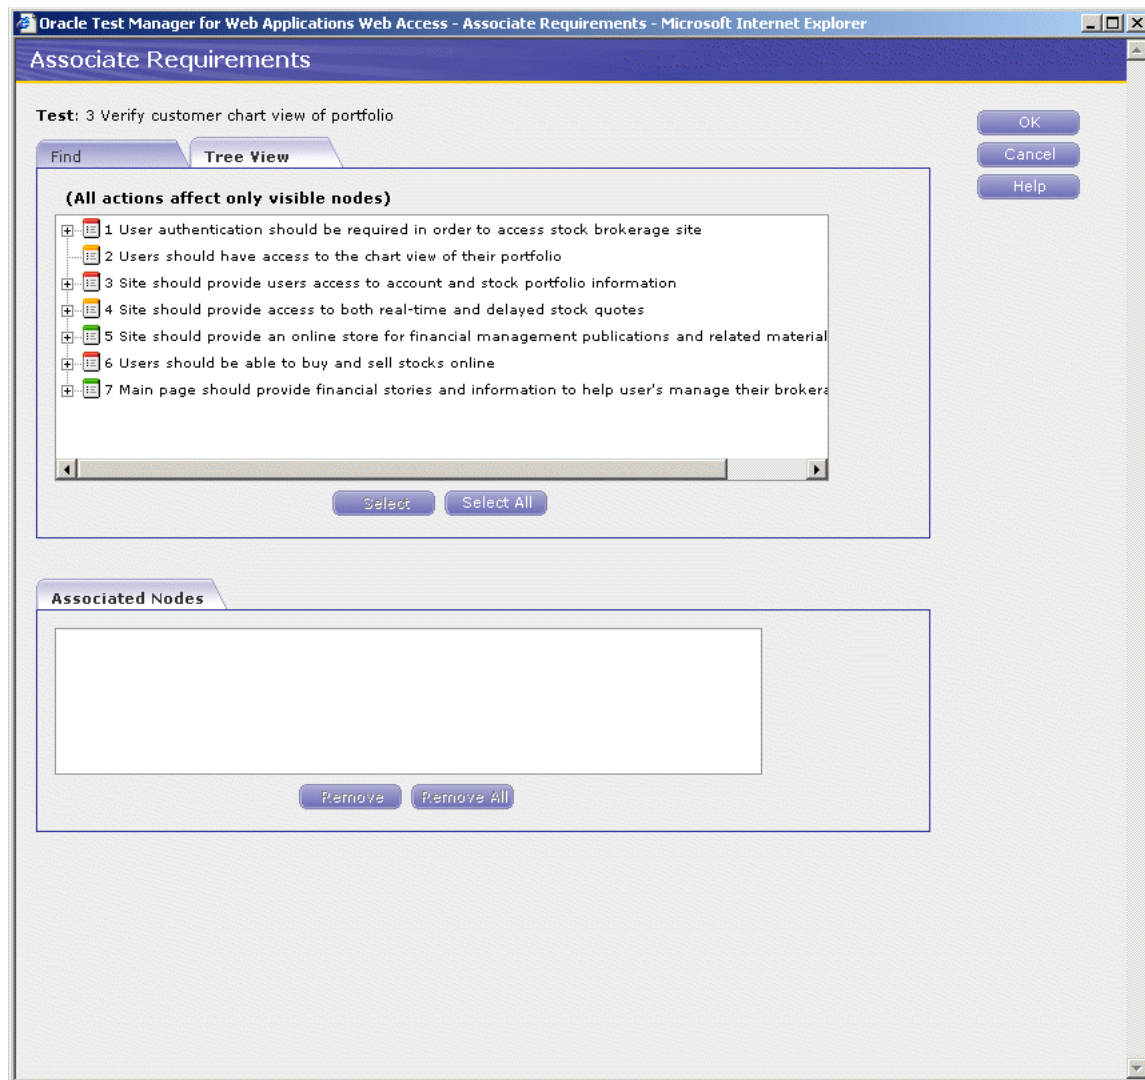 Oracle Test Manager for Web Applications Web Access - Associate Requirements - Microsoft Internet Explorer
Associate Requirements
Test: 3 Verify customer chart view of portfolio
OK
Cancel
Help
Find
Tree View
(All actions affect only visible nodes)
1 User authentication should be required in order to access stock brokerage site
2 Users should have access to the chart view of their portfolio
3 Site should provide users access to account and stock portfolio information
4 Site should provide access to both real-time and delayed stock quotes
5 Site should provide an online store for financial management publications and related material
6 Users should be able to buy and sell stocks online
7 Main page should provide financial stories and information to help user's manage their brokera
Select
Select All
Associated Nodes
Remove
Remove All